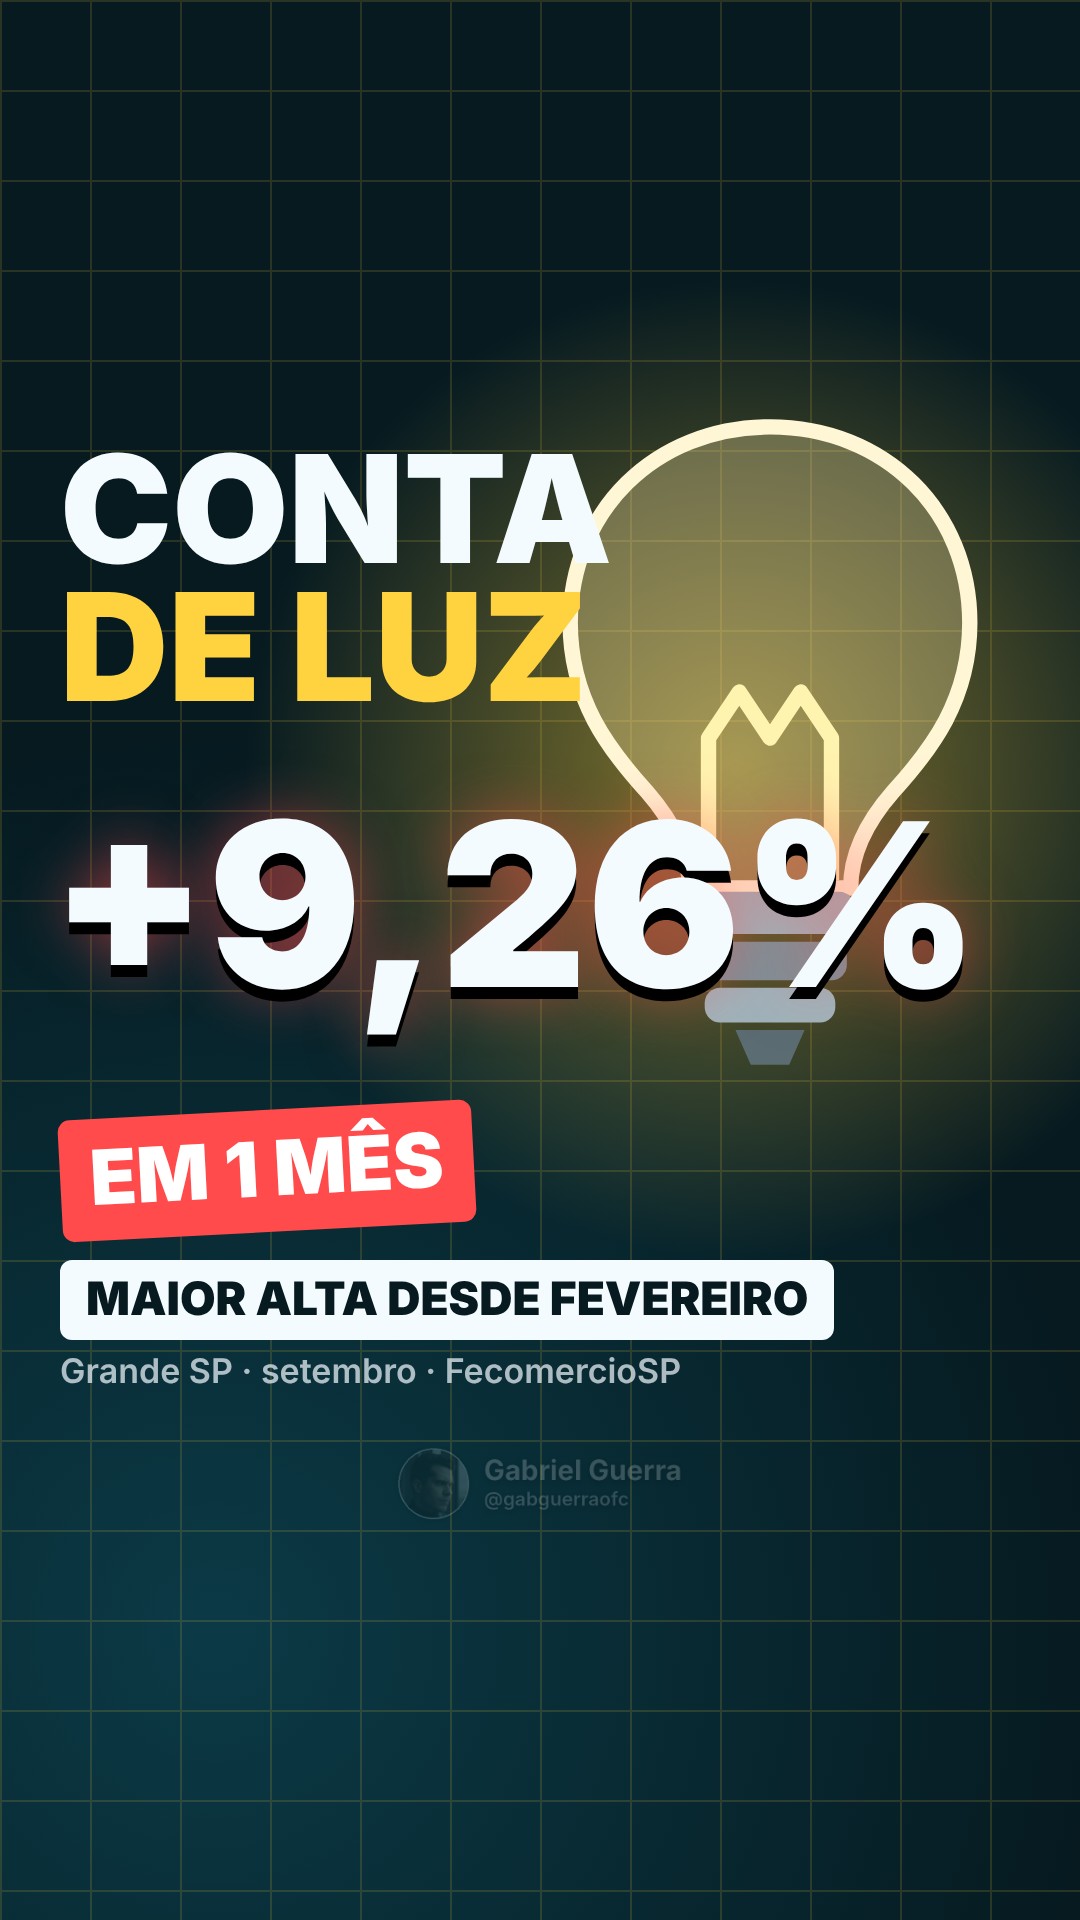 CONTA
DE LUZ
+9,26%
EM 1 MÊS
MAIOR ALTA DESDE FEVEREIRO
Grande SP · setembro · FecomercioSP
Gabriel Guerra
@gabguerraofc